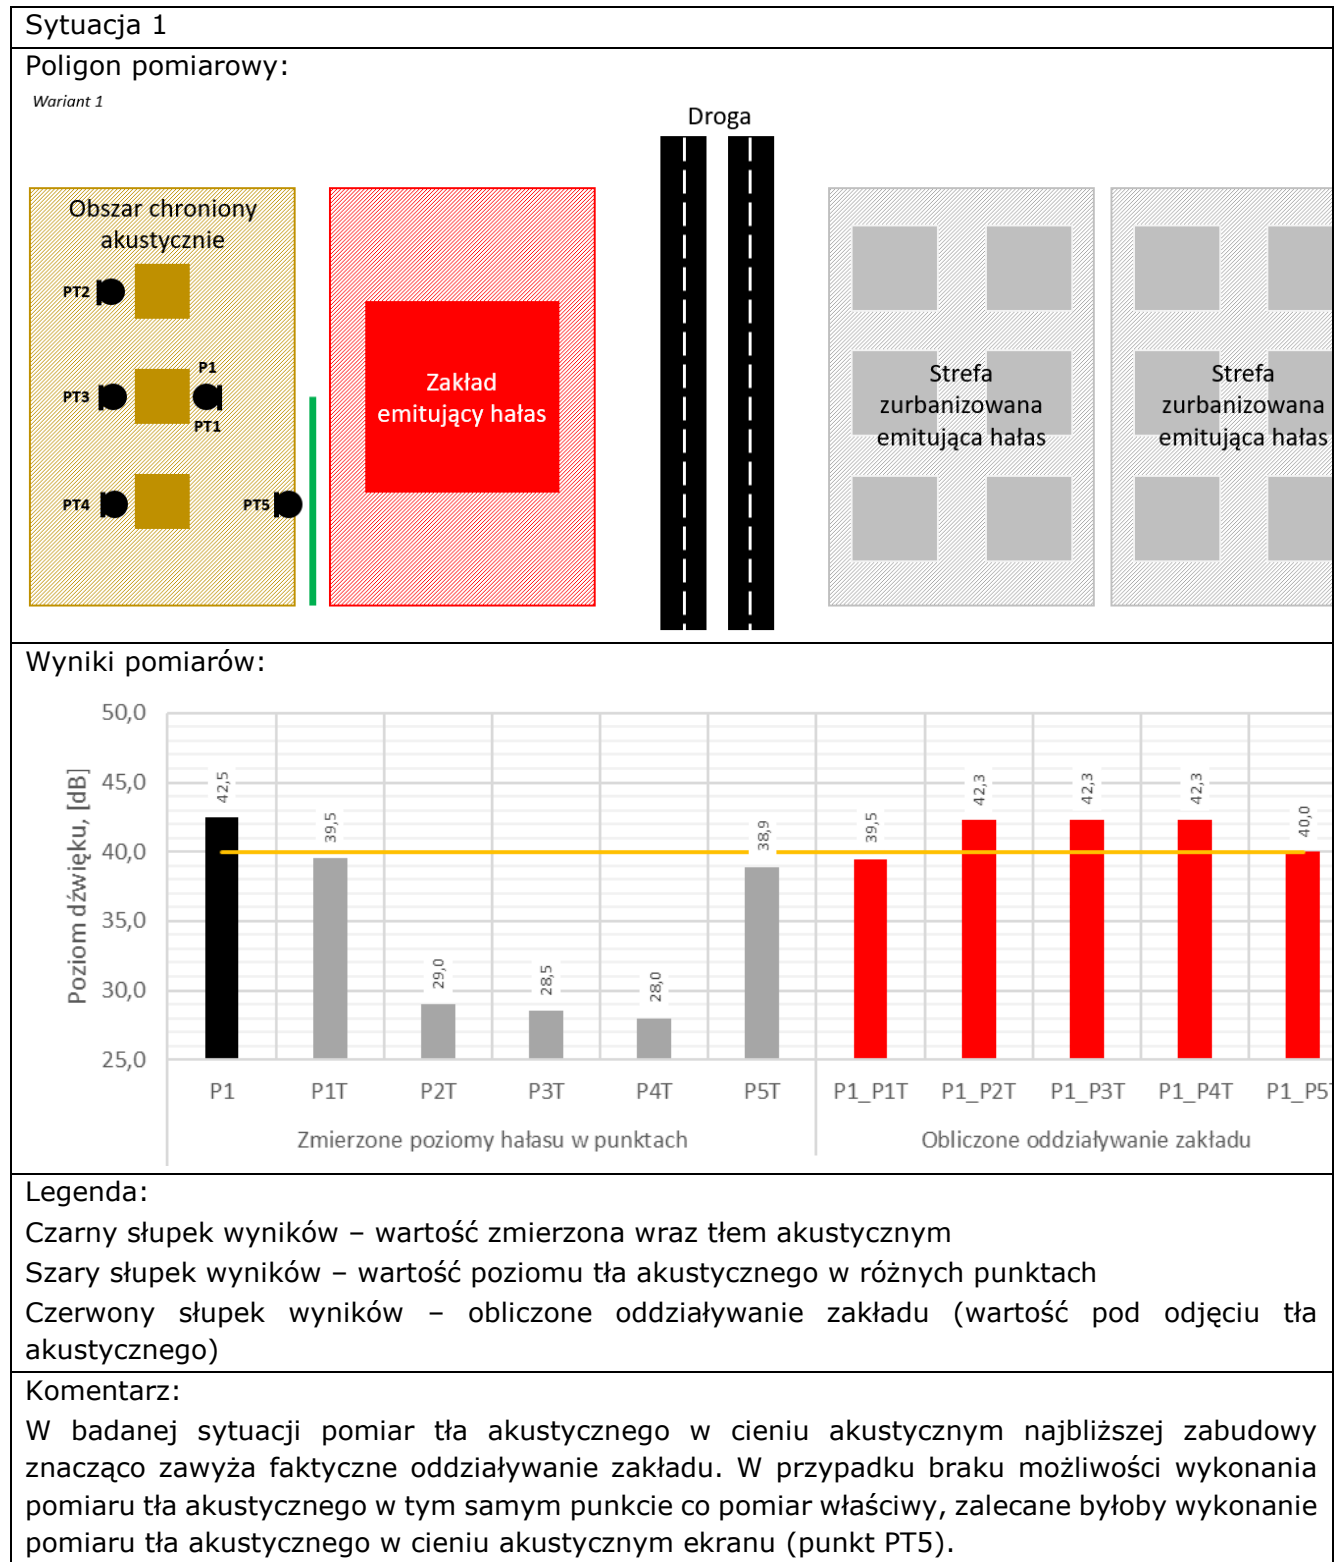 Sytuacja 1
Poligon pomiarowy:
Wariant 1
Droga
Obszar chroniony
akustycznie
PT2
PT3
P1
PT1
PT4
PT5
Zakład
emitujący hałas
Strefa
zurbanizowana
emitująca hałas
Strefa
zurbanizowana
emitująca hałas
Wyniki pomiarów:
Poziom dźwięku, [dB]
50,0
45,0
40,0
35,0
30,0
25,0
42,5
39,5
29,0
28,5
28,0
38,9
39,5
42,3
42,3
42,3
40,0
P1 P1T P2T P3T P4T P5T P1_P1T P1_P2T P1_P3T P1_P4T P1_P5T
Zmierzone poziomy hałasu w punktach
Obliczone oddziaływanie zakładu
Legenda:
Czarny słupek wyników – wartość zmierzona wraz tłem akustycznym
Szary słupek wyników – wartość poziomu tła akustycznego w różnych punktach
Czerwony słupek wyników – obliczone oddziaływanie zakładu (wartość pod odjęciu tła
akustycznego)
Komentarz:
W badanej sytuacji pomiar tła akustycznego w cieniu akustycznym najbliższej zabudowy
znacząco zawyża faktyczne oddziaływanie zakładu. W przypadku braku możliwości wykonania
pomiaru tła akustycznego w tym samym punkcie co pomiar właściwy, zalecane byłoby wykonanie
pomiaru tła akustycznego w cieniu akustycznym ekranu (punkt PT5).